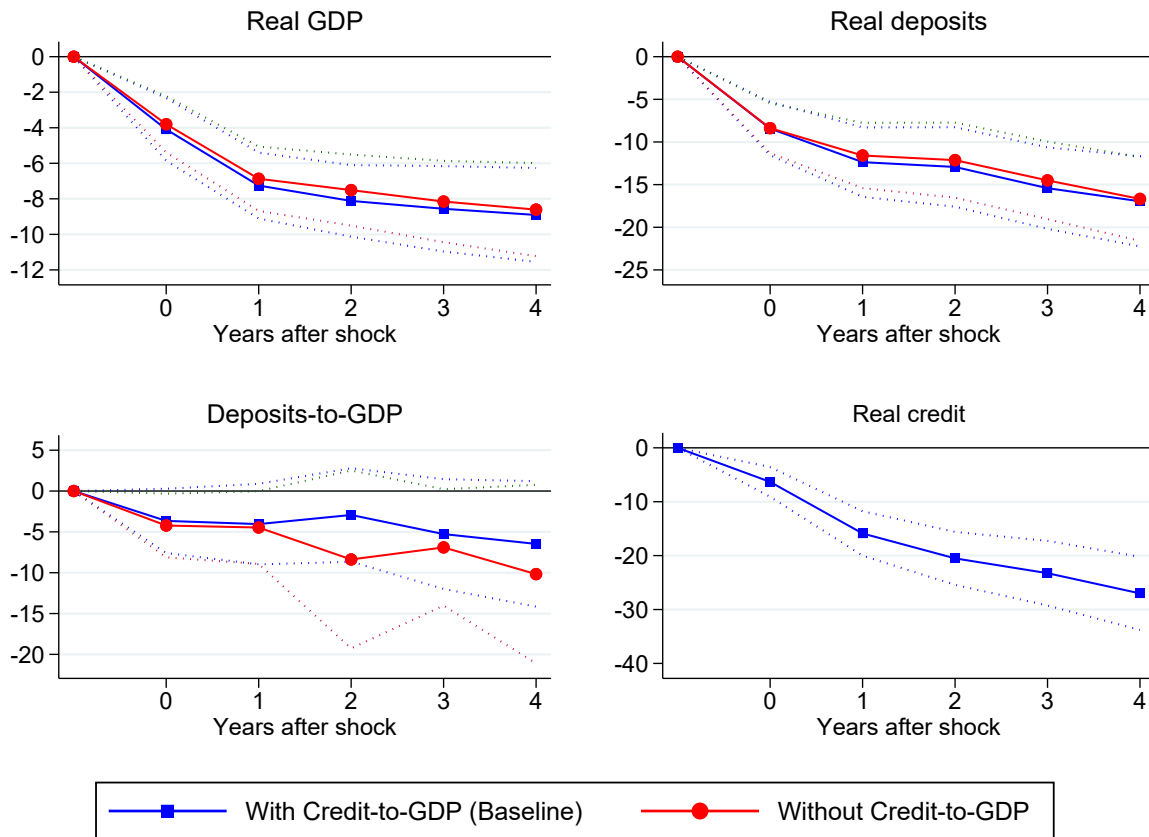 Real GDP
0
-2
-4
-6
-8
-10
-12
0 1 2 3 4
Years after shock
Real deposits
0
-5
-10
-15
-20
-25
0 1 2 3 4
Years after shock
Deposits-to-GDP
5
0
-5
-10
-15
-20
0 1 2 3 4
Years after shock
Real credit
0
-10
-20
-30
-40
0 1 2 3 4
Years after shock
With Credit-to-GDP (Baseline)
Without Credit-to-GDP